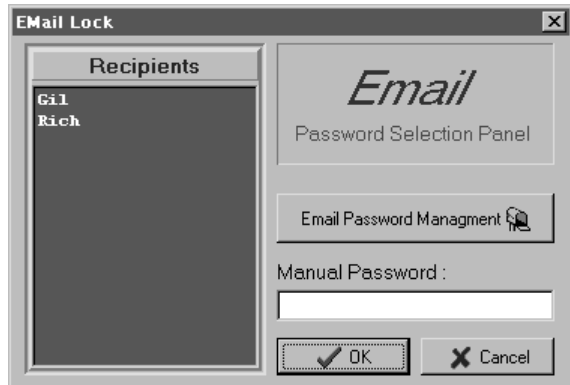 EMail Lock
Recipients
Gil
Rich
Email
Password Selection Panel
Email Password Managment
Manual Password :
OK
Cancel